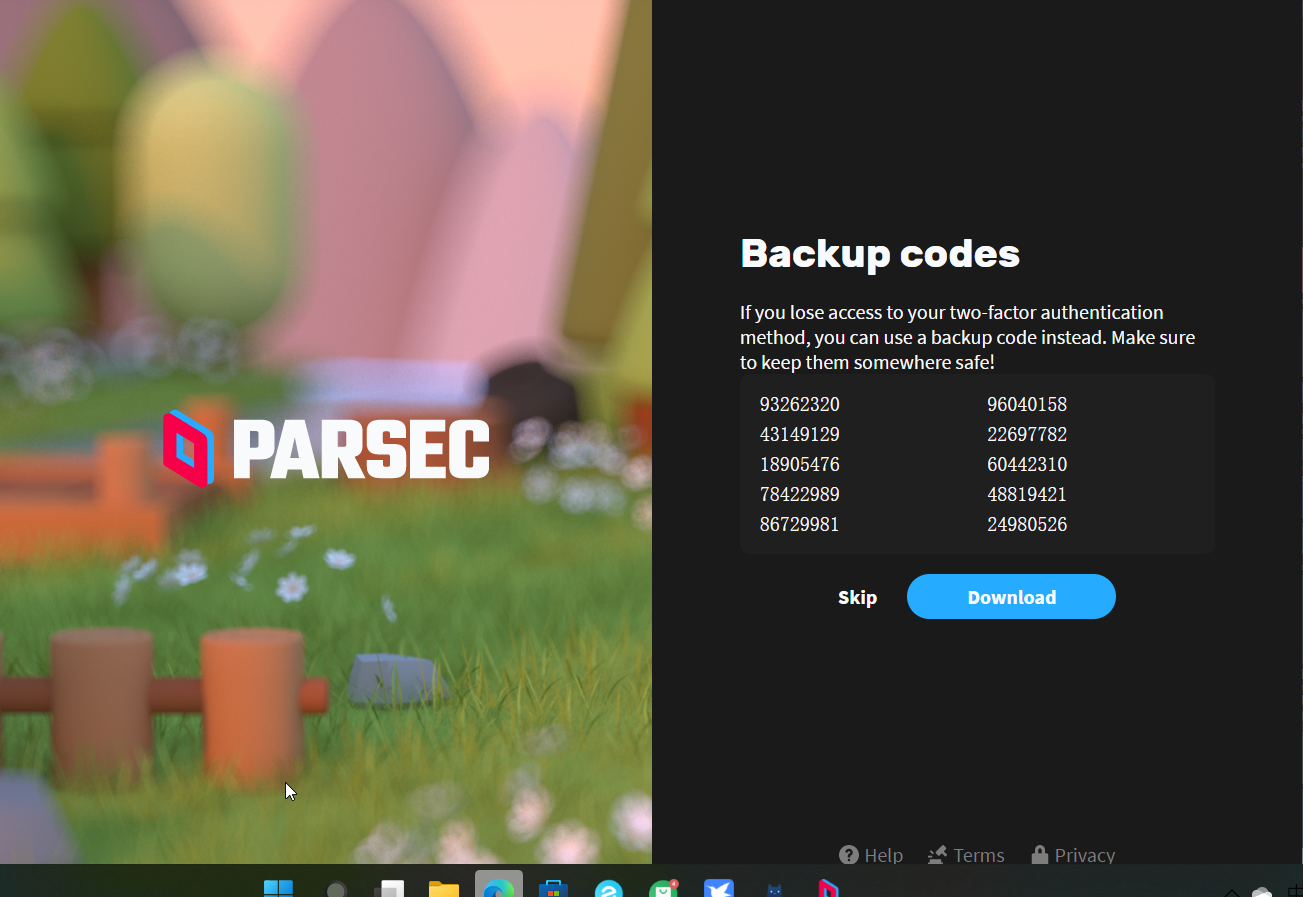 PARSEC
Backup codes
If you lose access to your two-factor authentication
method, you can use a backup code instead. Make sure
to keep them somewhere safe!
93262320 96040158
43149129 22697782
18905476 60442310
78422989 48819421
86729981 24980526
Skip Download
Help Terms Privacy